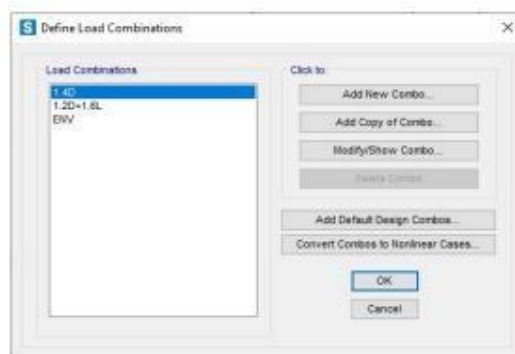 Define Load Combinations
Load Combinations
1.4D
1.2D+1.6L
ENV
Click to:
Add New Combo...
Add Copy of Combo...
Modify/Show Combo...
Delete Combo
Add Default Design Combos...
Convert Combos to Nonlinear Cases...
OK
Cancel